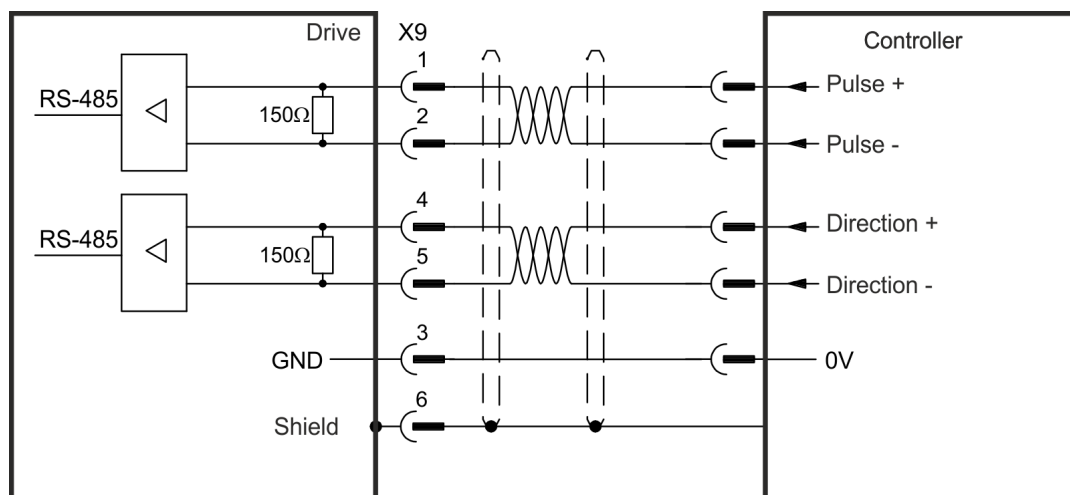 Drive
X9
Controller
1
RS-485
150Ω
2
Pulse +
Pulse -
4
RS-485
150Ω
5
Direction +
Direction -
3
GND
0V
6
Shield